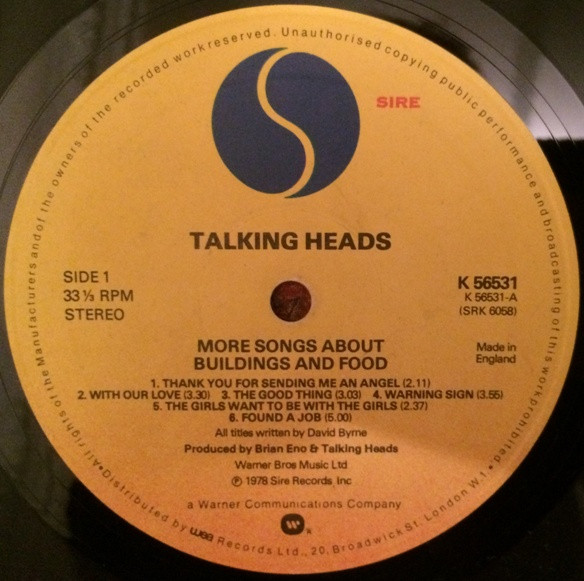 All rights of the Manufacturers and of the owners of the recorded work reserved. Unauthorised copying public performance and broadcasting of this work prohibited.
SIRE
TALKING HEADS
SIDE 1
33 ⅓ RPM
STEREO
K 56531
K 56531-A
(SRK 6058)
Made in
England
MORE SONGS ABOUT
BUILDINGS AND FOOD
1. THANK YOU FOR SENDING ME AN ANGEL (2.11)
2. WITH OUR LOVE (3.30) 3. THE GOOD THING (3.03) 4. WARNING SIGN (3.55)
5. THE GIRLS WANT TO BE WITH THE GIRLS (2.37)
6. FOUND A JOB (5.00)
All titles written by David Byrne
Produced by Brian Eno & Talking Heads
Warner Bros Music Ltd
℗ 1978 Sire Records, Inc
a Warner Communications Company
Distributed by wea Records Ltd., 20, Broadwick St. London W.1.